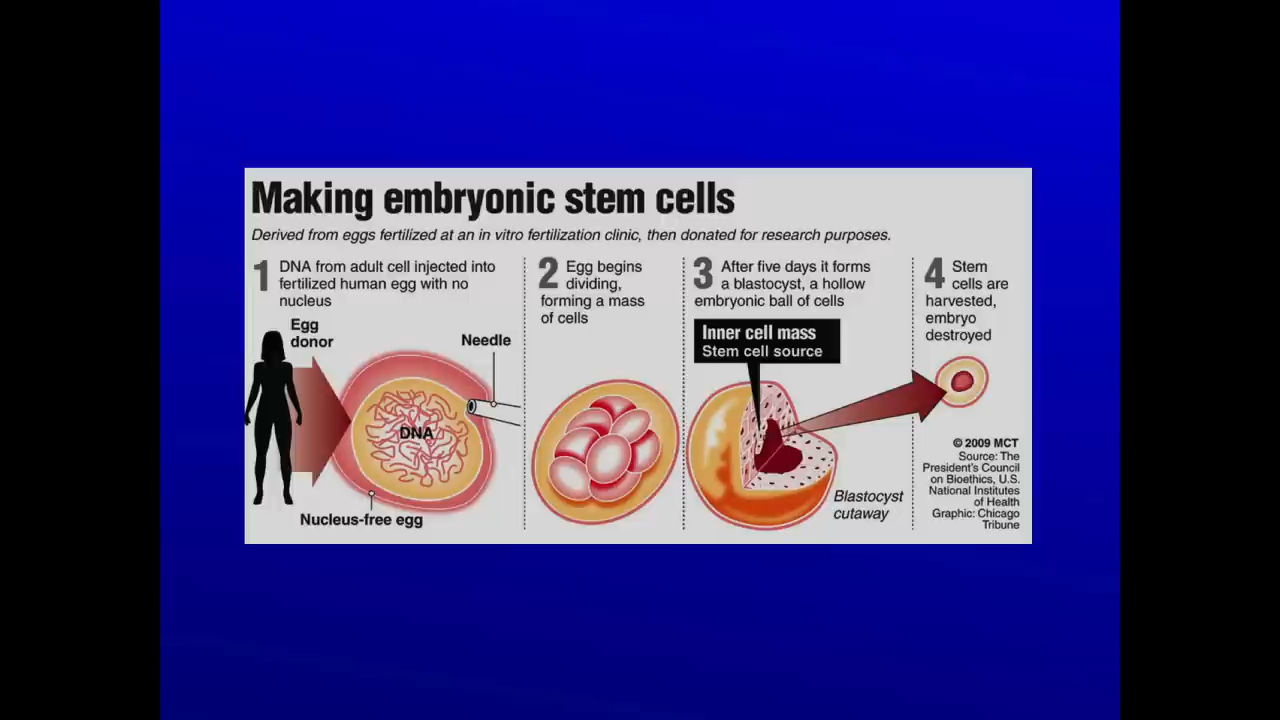 Making embryonic stem cells
Derived from eggs fertilized at an in vitro fertilization clinic, then donated for research purposes.
1 DNA from adult cell injected into
fertilized human egg with no
nucleus
Egg
donor
Needle
DNA
Nucleus-free egg
2 Egg begins
dividing,
forming a mass
of cells
3 After five days it forms
a blastocyst, a hollow
embryonic ball of cells
Inner cell mass
Stem cell source
Blastocyst
cutaway
4 Stem
cells are
harvested,
embryo
destroyed
© 2009 MCT
Source: The
President's Council
on Bioethics, U.S.
National Institutes
of Health
Graphic: Chicago
Tribune